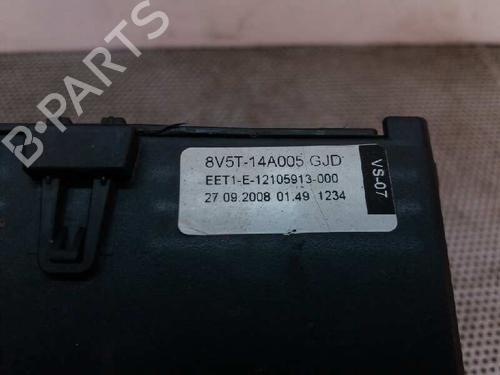 8V5T-14A005 GJD
EET1-E-12105913-000
27 09.2008 01.49 1234
VS-07
B-PARTS